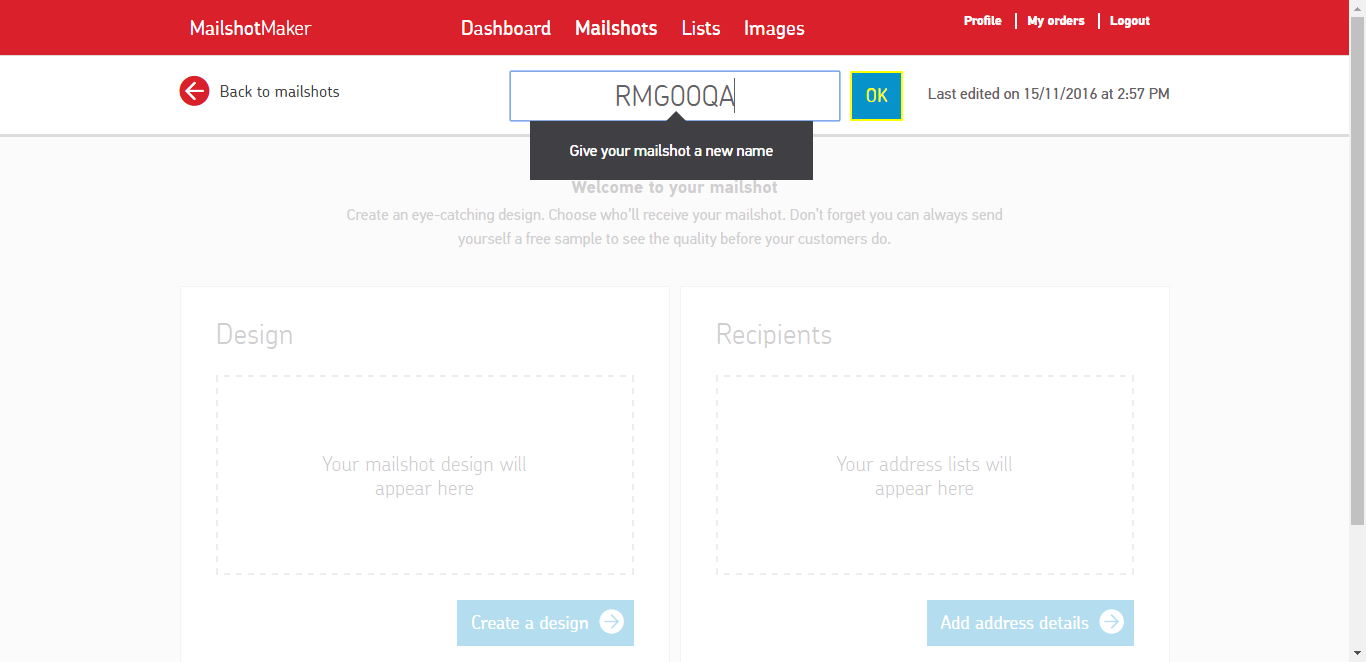 MailshotMaker Dashboard Mailshots Lists Images Profile My orders Logout
Back to mailshots RMG00QA OK Last edited on 15/11/2016 at 2:57 PM
Give your mailshot a new name
Welcome to your mailshot
Create an eye-catching design. Choose who'll receive your mailshot. Don't forget you can always send
yourself a free sample to see the quality before your customers do.
Design
Your mailshot design will
appear here
Create a design
Recipients
Your address lists will
appear here
Add address details